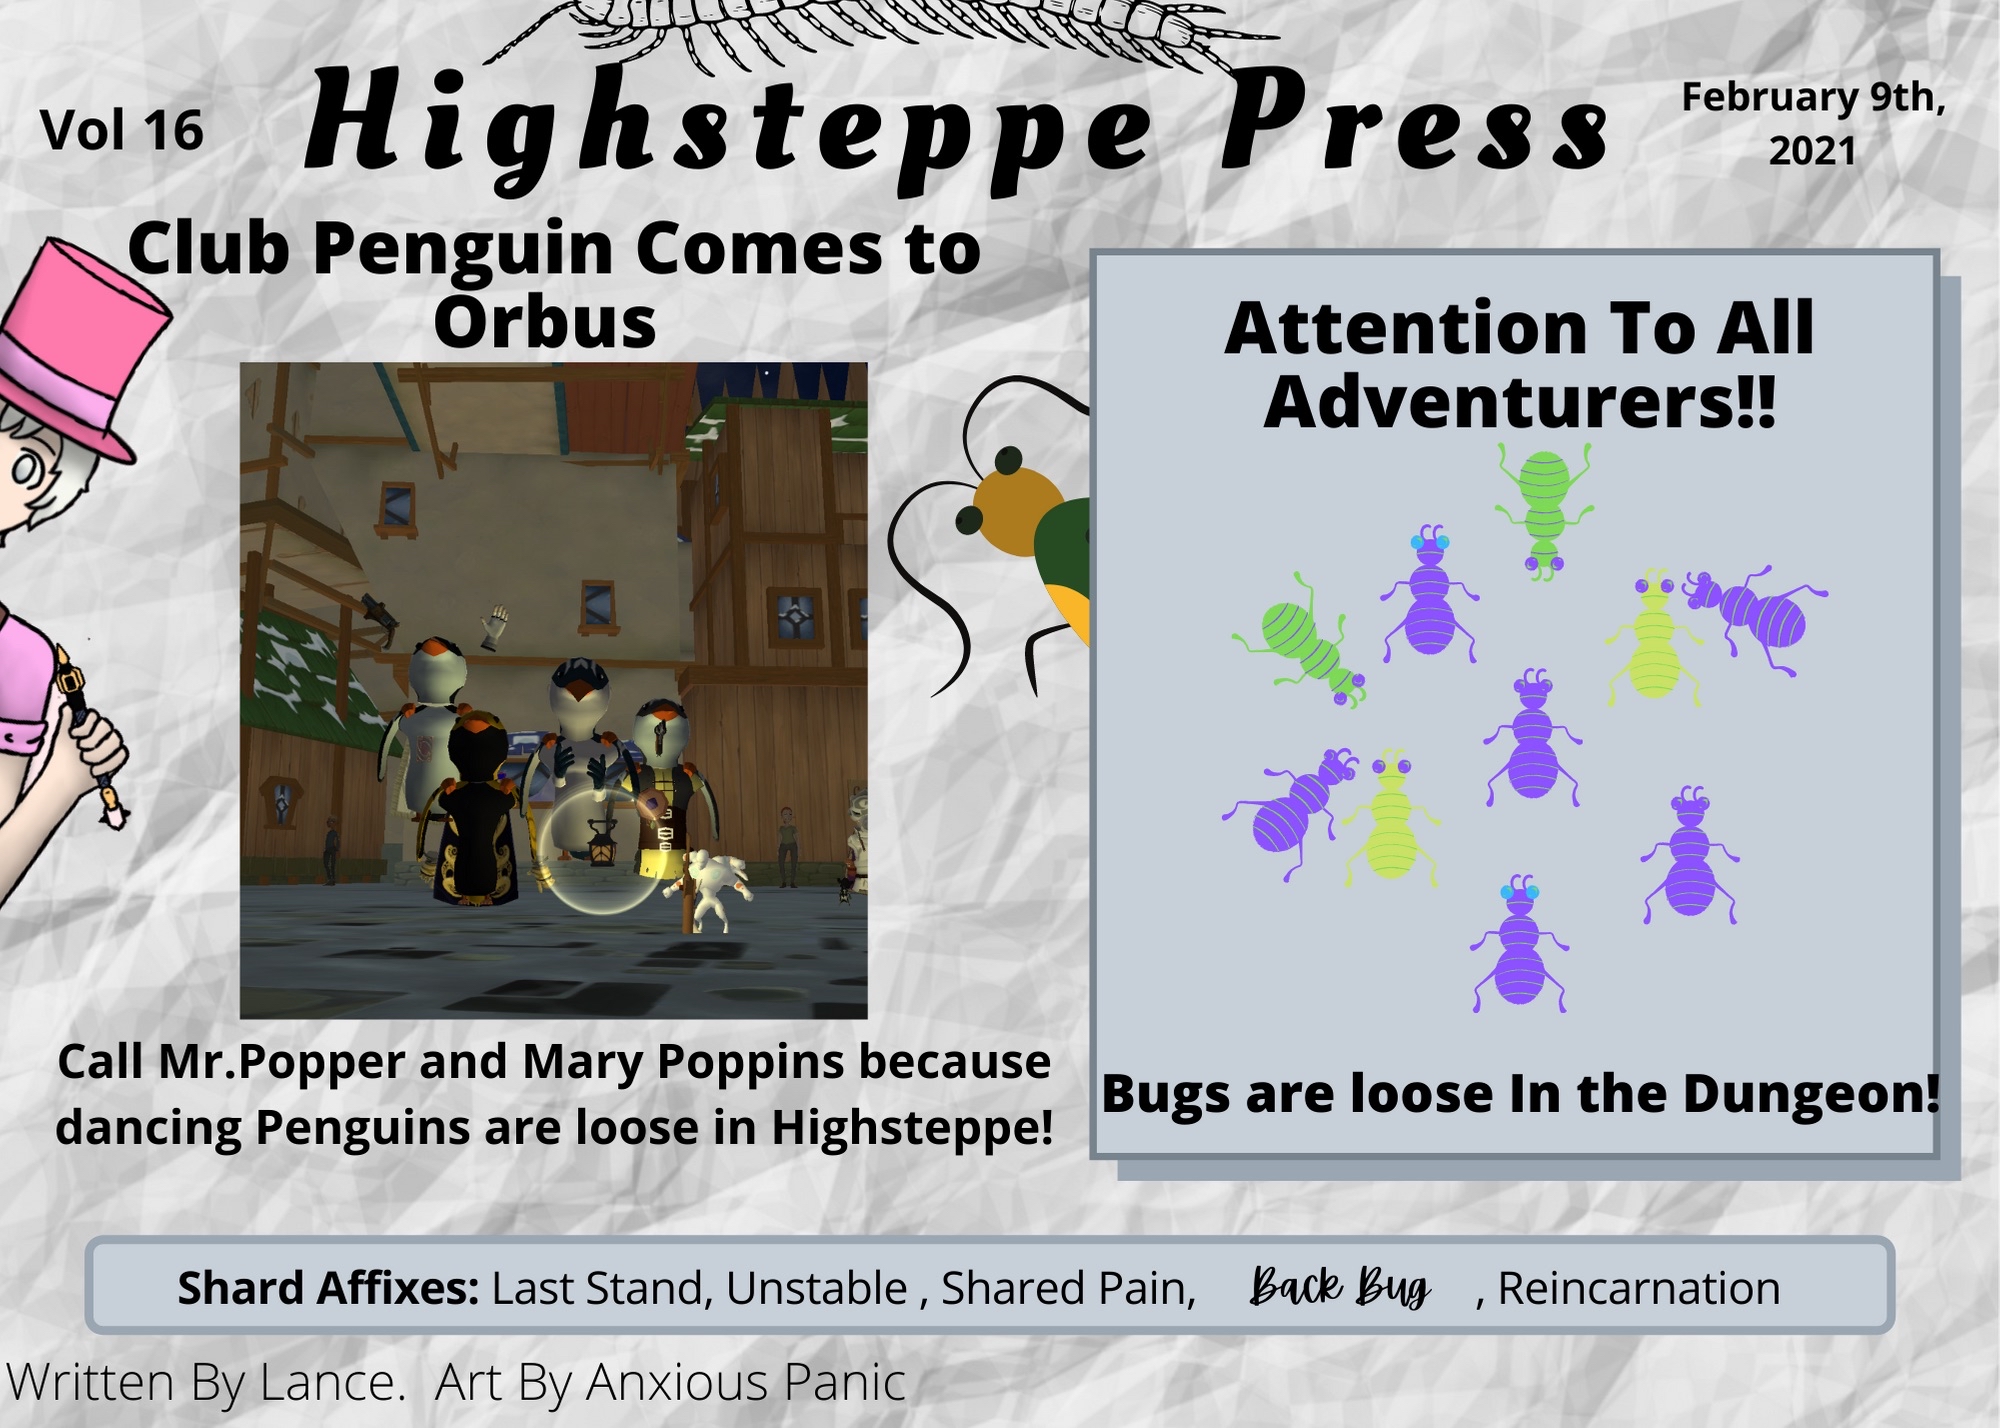 Vol 16
Highsteppe Press
February 9th,
2021
Club Penguin Comes to
Orbus
Call Mr.Popper and Mary Poppins because
dancing Penguins are loose in Highsteppe!
Attention To All
Adventurers!!
Bugs are loose In the Dungeon!
Shard Affixes: Last Stand, Unstable , Shared Pain, Back Bug , Reincarnation
Written By Lance. Art By Anxious Panic